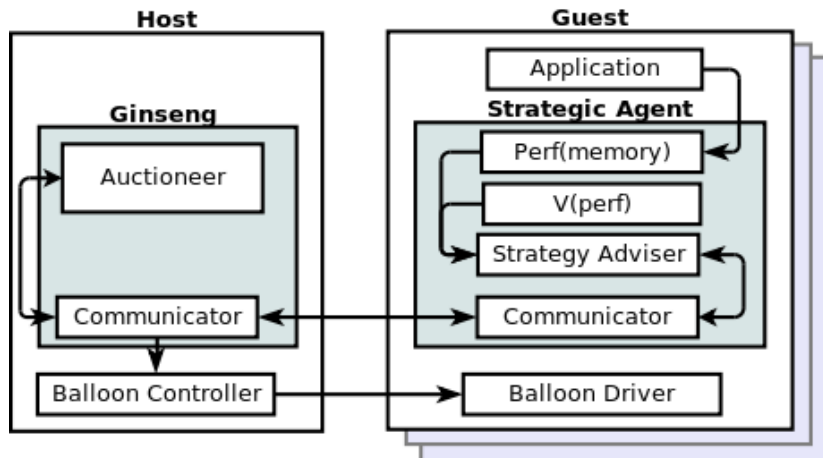 Host
Ginseng
Auctioneer
Communicator
Balloon Controller
Guest
Application
Strategic Agent
Perf(memory)
V(perf)
Strategy Adviser
Communicator
Balloon Driver